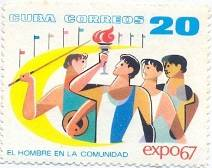 CUBA CORREOS 20
EL HOMBRE EN LA COMUNIDAD expo67